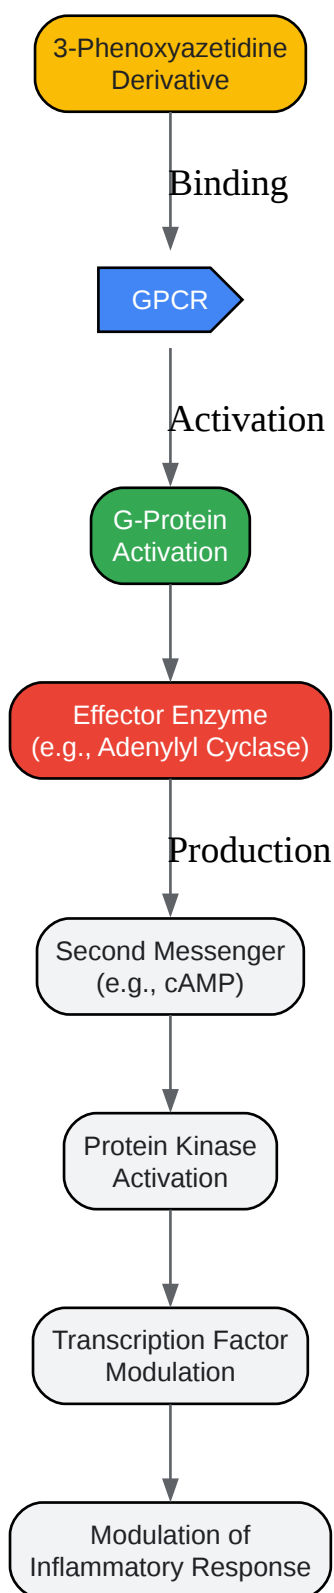 3-Phenoxyazetidine
Derivative
Binding
GPCR
Activation
G-Protein
Activation
Effector Enzyme
(e.g., Adenylyl Cyclase)
Production
Second Messenger
(e.g., cAMP)
Protein Kinase
Activation
Transcription Factor
Modulation
Modulation of
Inflammatory Response